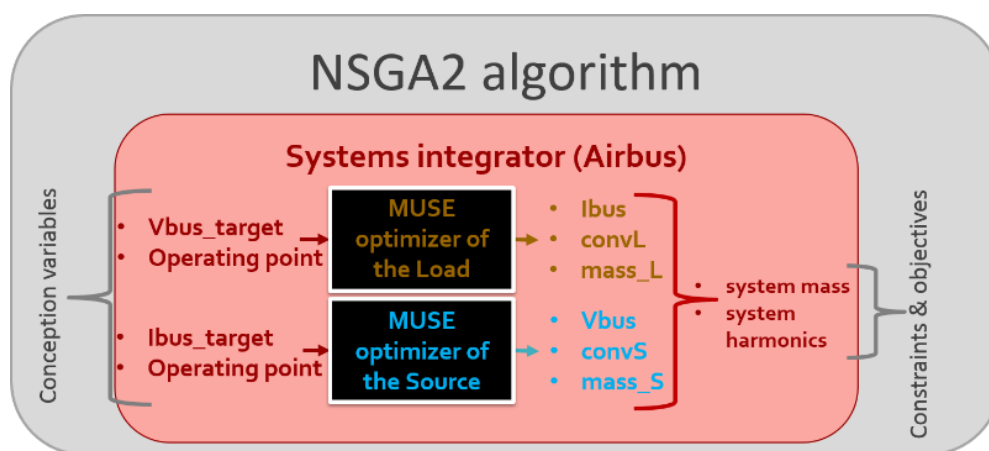 NSGA2 algorithm
Systems integrator (Airbus)
Conception variables
• Vbus_target
• Operating point
MUSE
optimizer of
the Load
• Ibus
• convL
• mass_L
• Ibus_target
• Operating point
MUSE
optimizer of
the Source
• Vbus
• convS
• mass_S
• system mass
• system
harmonics
Constraints & objectives